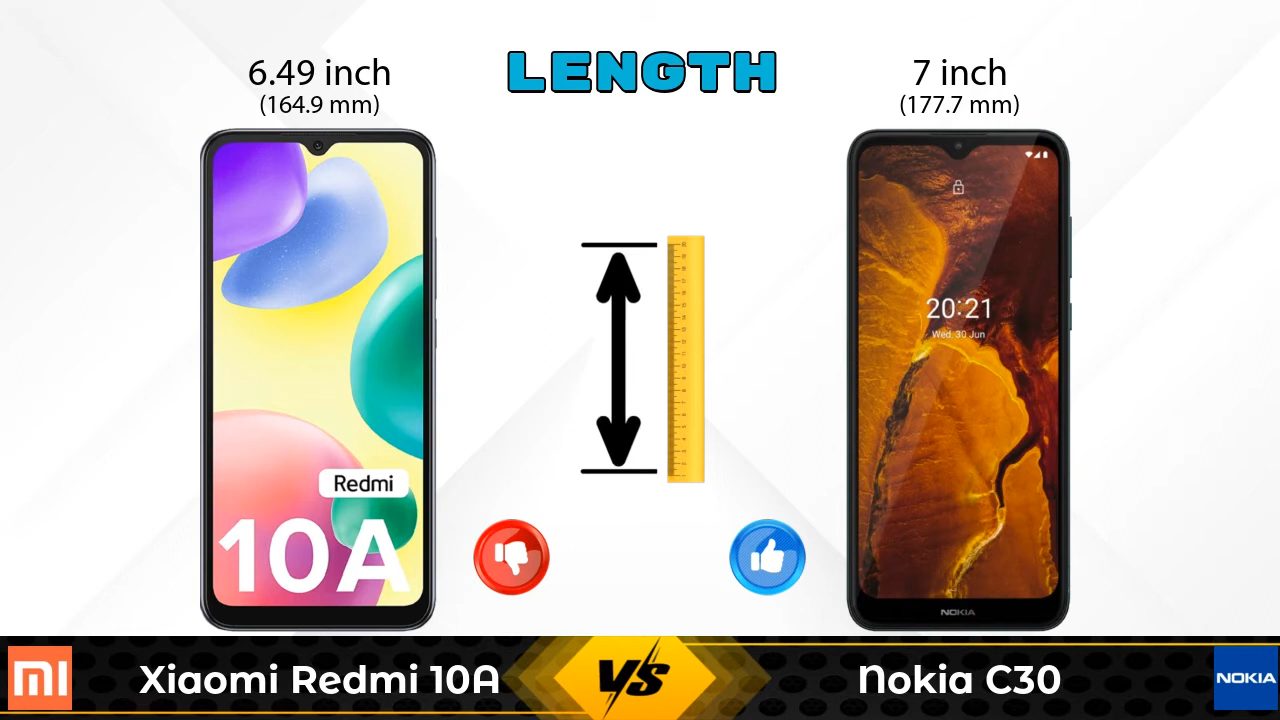 LENGTH
6.49 inch
(164.9 mm)
7 inch
(177.7 mm)
20:21
Wed, 30 Jun
Redmi
10A
NOKIA
MI
Xiaomi Redmi 10A
VS
Nokia C30
NOKIA